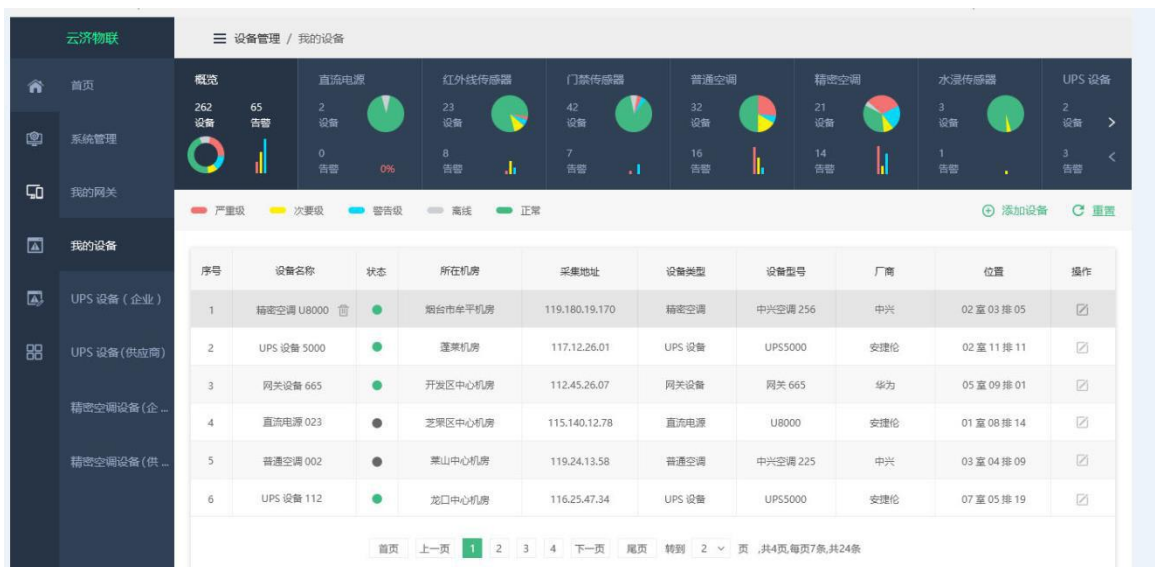 云济物联
设备管理 / 我的设备
首页
系统管理
我的网关
我的设备
UPS 设备 ( 企业 )
UPS 设备 (供应商)
精密空调设备 (企 ...
精密空调设备 (供 ...
概览 直流电源 红外线传感器 门禁传感器 普通空调 精密空调 水浸传感器 UPS 设备
262 65 2 23 42 32 21 3 2
设备 告警 设备 设备 设备 设备 设备 设备 设备
0 8 7 16 14 1 3
告警 0% 告警 告警 告警 告警 告警 告警
严重级 次要级 警告级 离线 正常 添加设备 重置
序号 设备名称 状态 所在机房 采集地址 设备类型 设备型号 厂商 位置 操作
1 精密空调 U8000 烟台市牟平机房 119.180.19.170 精密空调 中兴空调 256 中兴 02 室 03 排 05
2 UPS 设备 5000 蓬莱机房 117.12.26.01 UPS 设备 UPS5000 安捷伦 02 室 11 排 11
3 网关设备 665 开发区中心机房 112.45.26.07 网关设备 网关 665 华为 05 室 09 排 01
4 直流电源 023 芝罘区中心机房 115.140.12.78 直流电源 U8000 安捷伦 01 室 08 排 14
5 普通空调 002 莱山中心机房 119.24.13.58 普通空调 中兴空调 225 中兴 03 室 04 排 09
6 UPS 设备 112 龙口中心机房 116.25.47.34 UPS 设备 UPS5000 安捷伦 07 室 05 排 19
首页 上一页 1 2 3 4 下一页 尾页 转到 2 页 ,共4页,每页7条,共24条